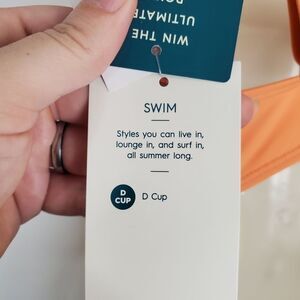 WIN THE
ULTIMATE
SWIM
Styles you can live in,
lounge in, and surf in,
all summer long.
D
CUP
D Cup